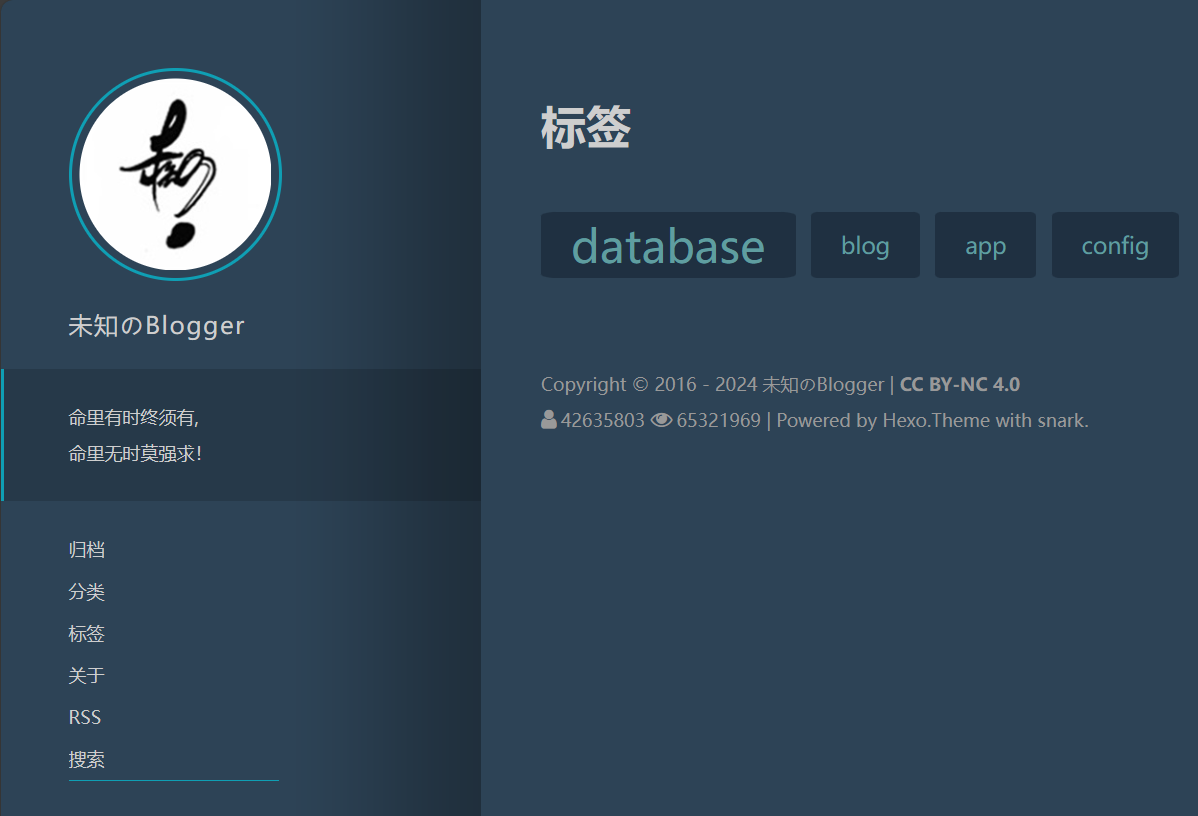 未知のBlogger
命里有时终须有,
命里无时莫强求!
归档
分类
标签
关于
RSS
搜索
标签
database blog app config
Copyright © 2016 - 2024 未知のBlogger | CC BY-NC 4.0
42635803 65321969 | Powered by Hexo.Theme with snark.